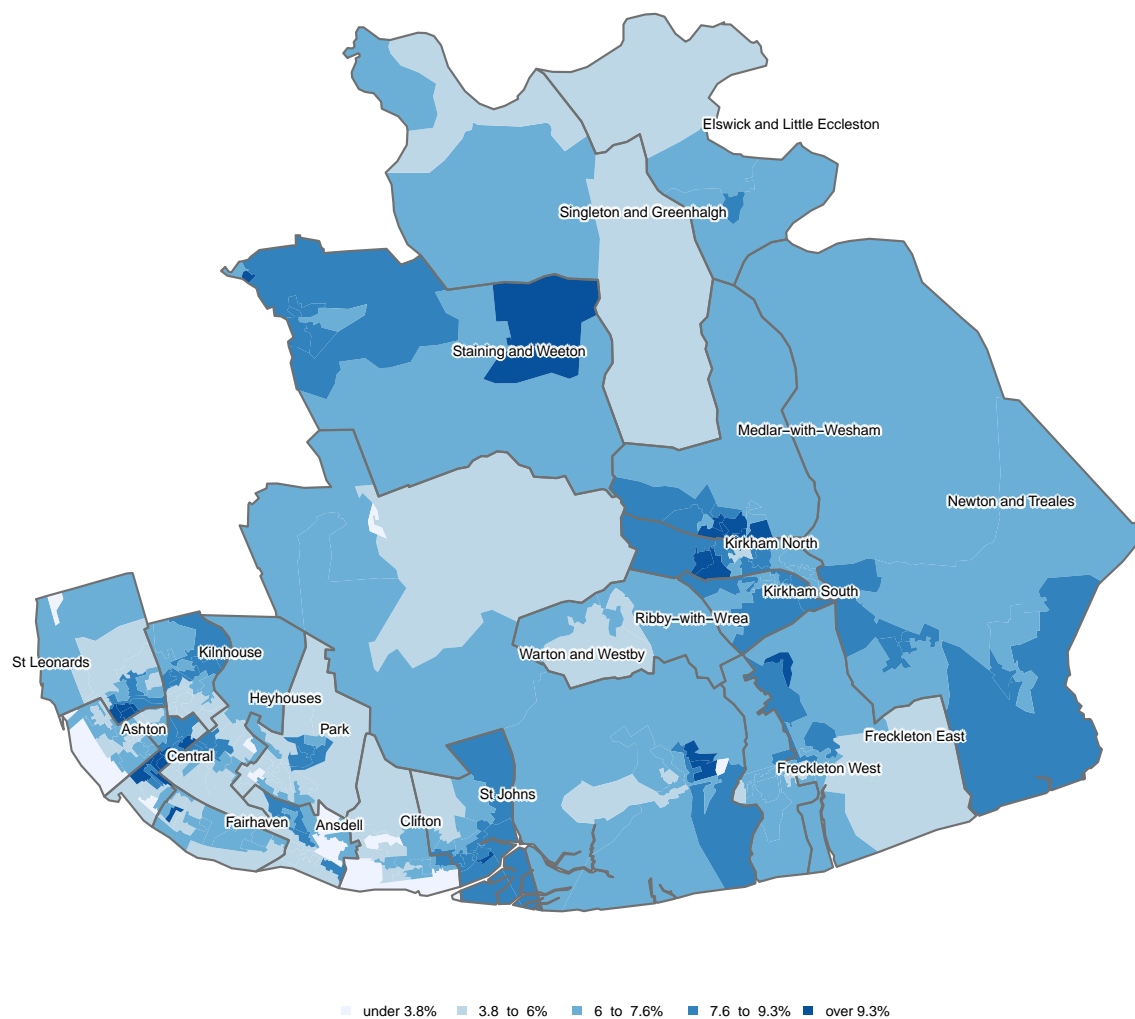 Elswick and Little Eccleston
Singleton and Greenhalgh
Staining and Weeton
Medlar−with−Wesham
Newton and Treales
Kirkham North
Kirkham South
Ribby−with−Wrea
Warton and Westby
St Leonards
Kilnhouse
Heyhouses
Ashton
Park
Central
Freckleton East
Freckleton West
St Johns
Fairhaven
Ansdell
Clifton
under 3.8%
3.8 to 6%
6 to 7.6%
7.6 to 9.3%
over 9.3%